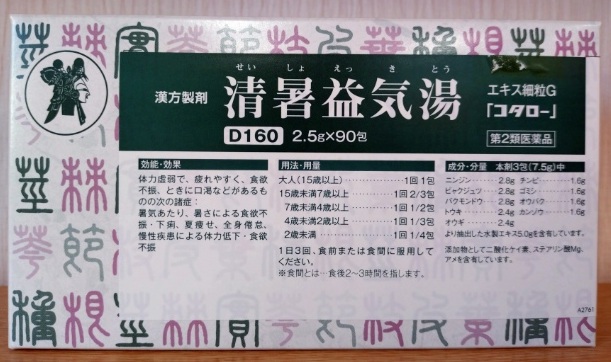 せいしょえっきとう
漢方製剤 清暑益気湯 エキス細粒G
「コタロー」
D160 2.5g×90包 第2類医薬品
効能・効果
体力虚弱で、疲れやすく、食欲
不振、ときに口渇などがあるも
のの次の諸症:
暑気あたり、暑さによる食欲不
振・下痢、夏痩せ、全身倦怠、
慢性疾患による体力低下・食欲
不振
用法・用量
大人(15歳以上)…………1回 1包
15歳未満7歳以上…………1回 2/3包
7歳未満4歳以上…………1回 1/2包
4歳未満2歳以上…………1回 1/3包
2歳未満…………1回 1/4包
1日3回、食前または食間に服用して
ください。
※食間とは…食後2~3時間を指します。
成分・分量 本剤3包(7.5g)中
ニンジン……2.8g チンピ……1.6g
ビャクジュツ……2.8g ゴミシ……1.6g
バクモンドウ……2.8g オウバク……1.6g
トウキ……2.4g カンゾウ……1.6g
オウギ……2.4g
より抽出した水製エキス5.0gを含有しています。
添加物として二酸化ケイ素、ステアリン酸Mg、
アメを含有しています。
A2761